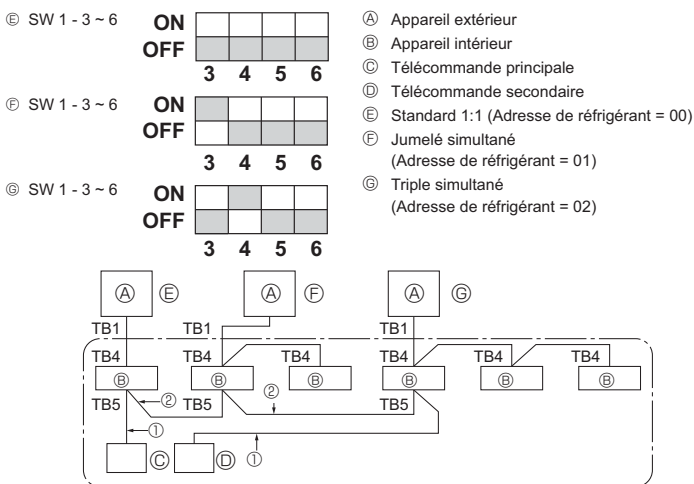 Ⓔ SW 1 - 3 ~ 6
ON
OFF
3 4 5 6
Ⓕ SW 1 - 3 ~ 6
ON
OFF
3 4 5 6
Ⓖ SW 1 - 3 ~ 6
ON
OFF
3 4 5 6
Ⓐ Appareil extérieur
Ⓑ Appareil intérieur
Ⓒ Télécommande principale
Ⓓ Télécommande secondaire
Ⓔ Standard 1:1 (Adresse de réfrigérant = 00)
Ⓕ Jumelé simultané
(Adresse de réfrigérant = 01)
Ⓖ Triple simultané
(Adresse de réfrigérant = 02)
Ⓐ Ⓔ Ⓐ Ⓕ Ⓐ Ⓖ
TB1 TB1 TB1
TB4 TB4 TB4 TB4 TB4 TB4
Ⓑ Ⓑ Ⓑ Ⓑ Ⓑ Ⓑ
TB5 ② TB5 ② TB5
① ①
Ⓒ Ⓓ